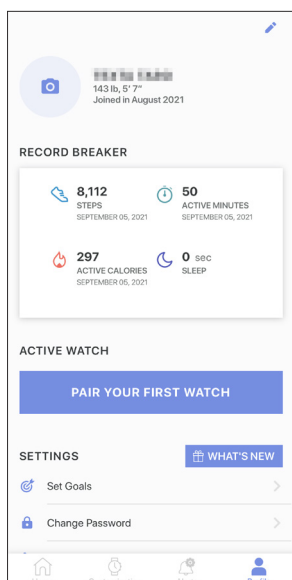 143 lb, 5' 7"
Joined in August 2021
RECORD BREAKER
8,112
STEPS
SEPTEMBER 05, 2021
50
ACTIVE MINUTES
SEPTEMBER 05, 2021
297
ACTIVE CALORIES
SEPTEMBER 05, 2021
0 sec
SLEEP
ACTIVE WATCH
PAIR YOUR FIRST WATCH
SETTINGS
WHAT'S NEW
Set Goals
Change Password